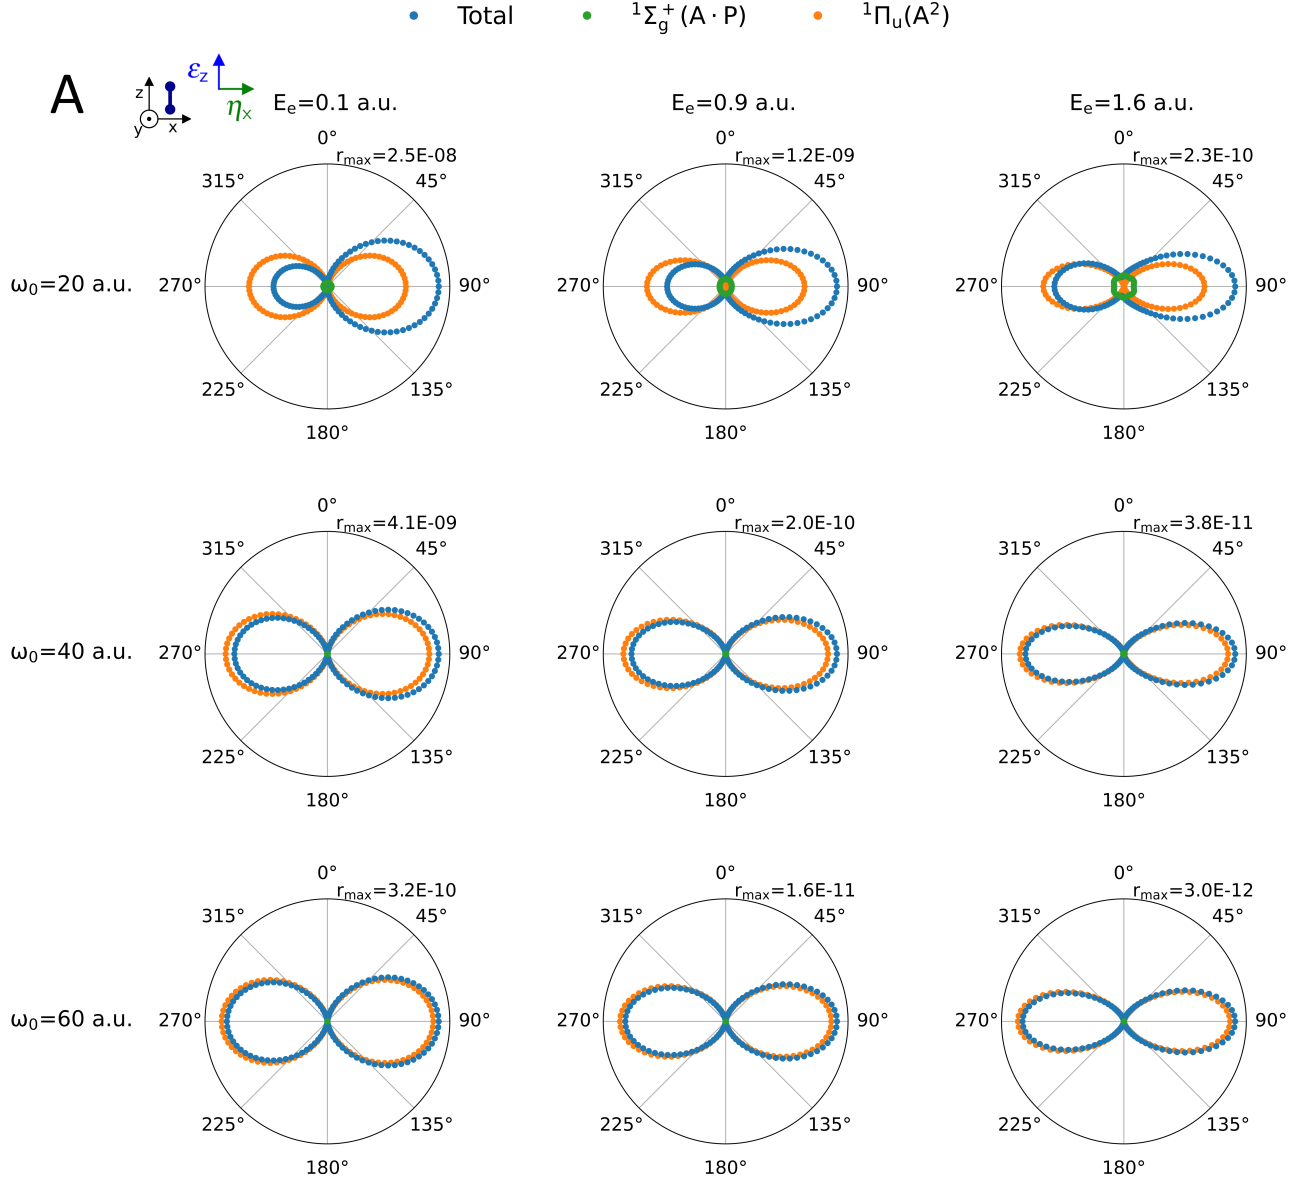 Total ¹Σg⁺(A · P) ¹Πu(A²)
A
z
y
x
εz
ηx
Ee=0.1 a.u. Ee=0.9 a.u. Ee=1.6 a.u.
ω₀=20 a.u.
0°
rmax=2.5E-08
315° 45°
270° 90°
225° 135°
180°
0°
rmax=1.2E-09
315° 45°
270° 90°
225° 135°
180°
0°
rmax=2.3E-10
315° 45°
270° 90°
225° 135°
180°
ω₀=40 a.u.
0°
rmax=4.1E-09
315° 45°
270° 90°
225° 135°
180°
0°
rmax=2.0E-10
315° 45°
270° 90°
225° 135°
180°
0°
rmax=3.8E-11
315° 45°
270° 90°
225° 135°
180°
ω₀=60 a.u.
0°
rmax=3.2E-10
315° 45°
270° 90°
225° 135°
180°
0°
rmax=1.6E-11
315° 45°
270° 90°
225° 135°
180°
0°
rmax=3.0E-12
315° 45°
270° 90°
225° 135°
180°